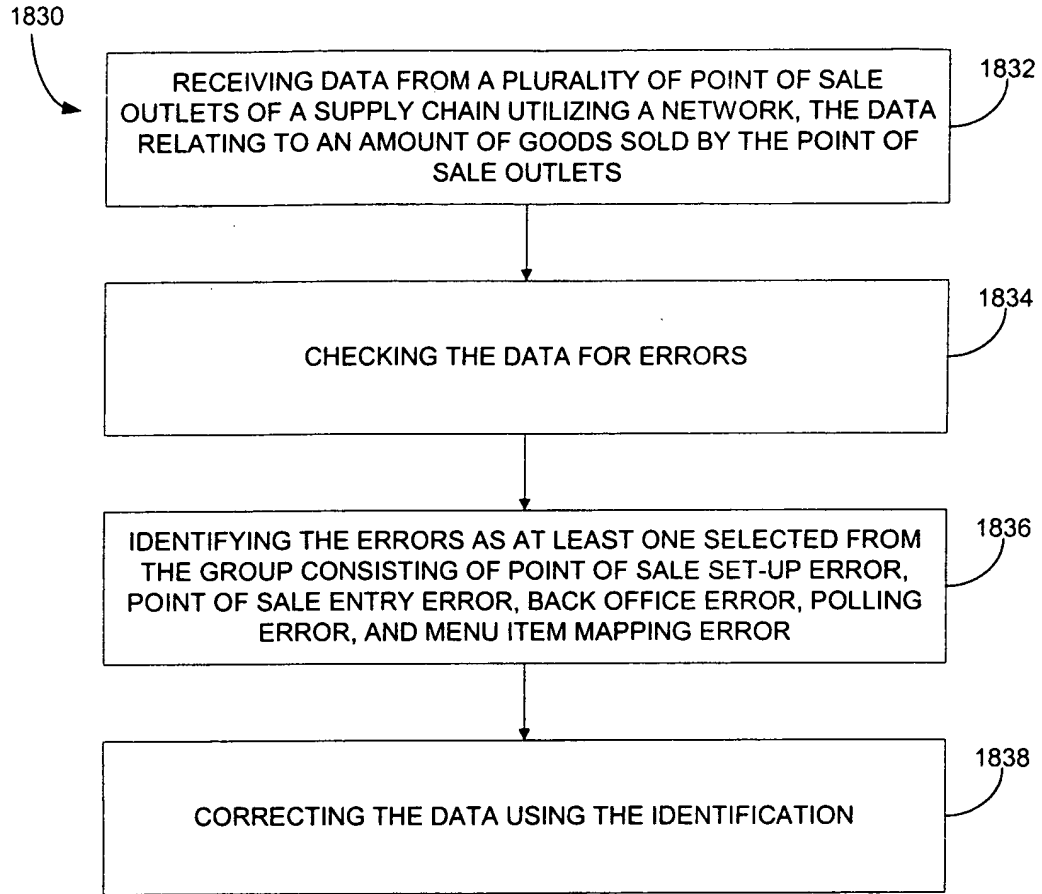 1830
RECEIVING DATA FROM A PLURALITY OF POINT OF SALE
OUTLETS OF A SUPPLY CHAIN UTILIZING A NETWORK, THE DATA
RELATING TO AN AMOUNT OF GOODS SOLD BY THE POINT OF
SALE OUTLETS
1832
CHECKING THE DATA FOR ERRORS
1834
IDENTIFYING THE ERRORS AS AT LEAST ONE SELECTED FROM
THE GROUP CONSISTING OF POINT OF SALE SET-UP ERROR,
POINT OF SALE ENTRY ERROR, BACK OFFICE ERROR, POLLING
ERROR, AND MENU ITEM MAPPING ERROR
1836
CORRECTING THE DATA USING THE IDENTIFICATION
1838